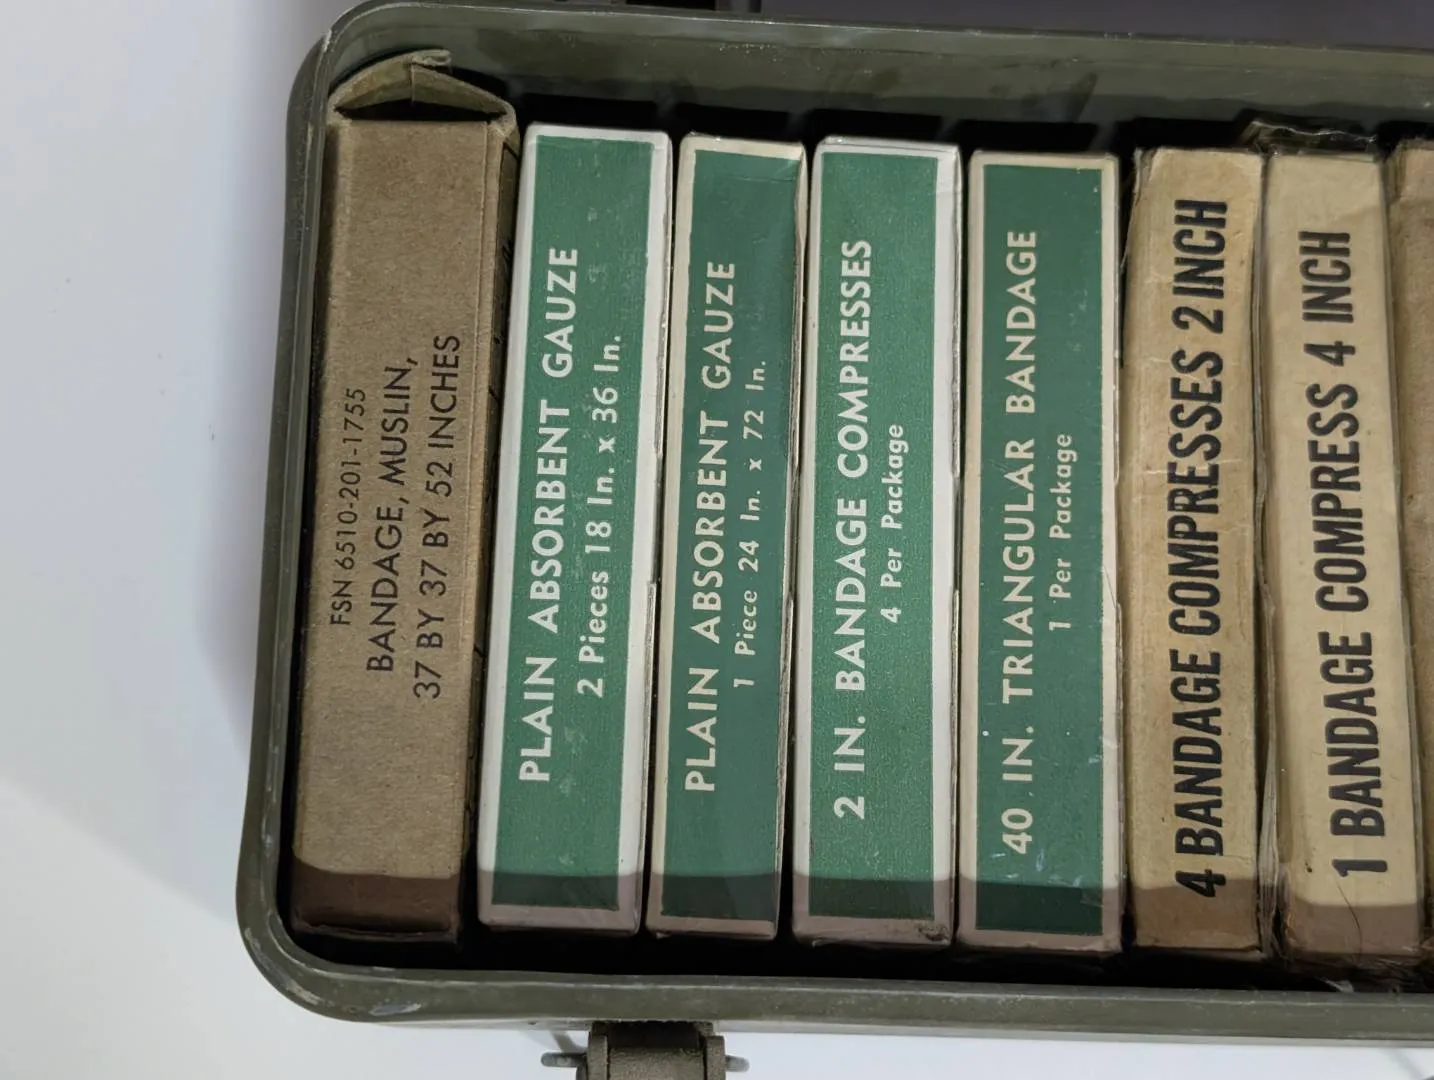 FSN 6510-201-1755
BANDAGE, MUSLIN,
37 BY 37 BY 52 INCHES
PLAIN ABSORBENT GAUZE
2 Pieces 18 In. x 36 In.
PLAIN ABSORBENT GAUZE
1 Piece 24 In. x 72 In.
2 IN. BANDAGE COMPRESSES
4 Per Package
40 IN. TRIANGULAR BANDAGE
1 Per Package
4 BANDAGE COMPRESSES 2 INCH
1 BANDAGE COMPRESS 4 INCH